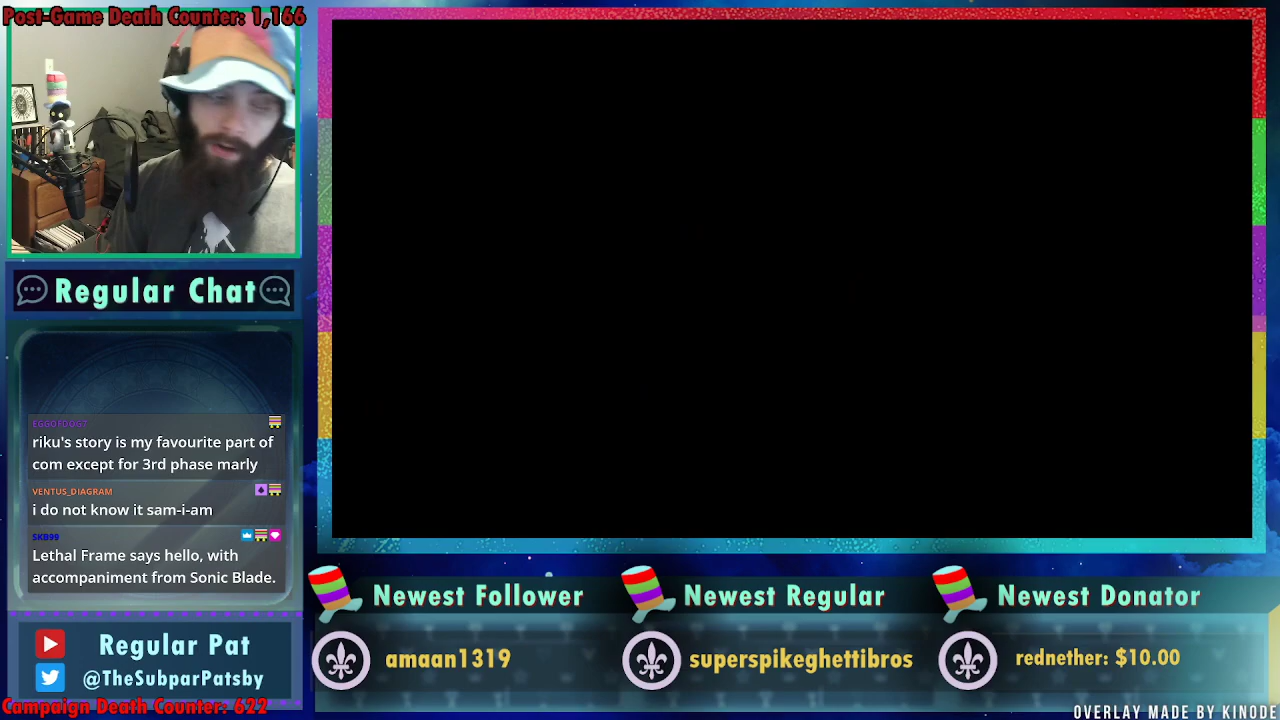 Post-Game Death Counter: 1,166
Regular Chat
EGGOFDOGT
riku's story is my favourite part of
com except for 3rd phase marly
VENTUS_DIAGRAM
i do not know it sam-i-am
SKB99
Lethal Frame says hello, with
accompaniment from Sonic Blade.
Regular Pat
@TheSubparPatsby
Campaign Death Counter: 622
Newest Follower
amaan1319
Newest Regular
superspikeghettibros
Newest Donator
rednether: $10.00
OVERLAY MADE BY KINODE